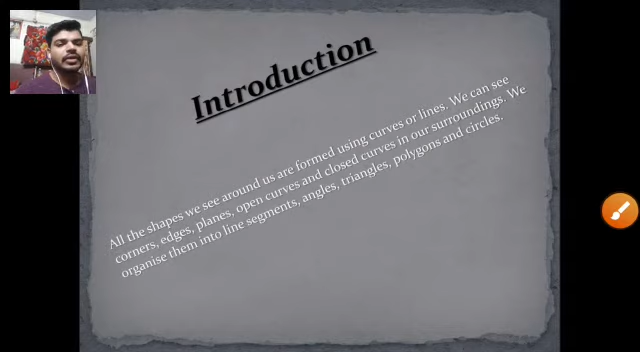 Introduction
All the shapes we see around us are formed using curves or lines. We can see
corners, edges, planes, open curves and closed curves in our surroundings. We
organise them into line segments, angles, triangles, polygons and circles.